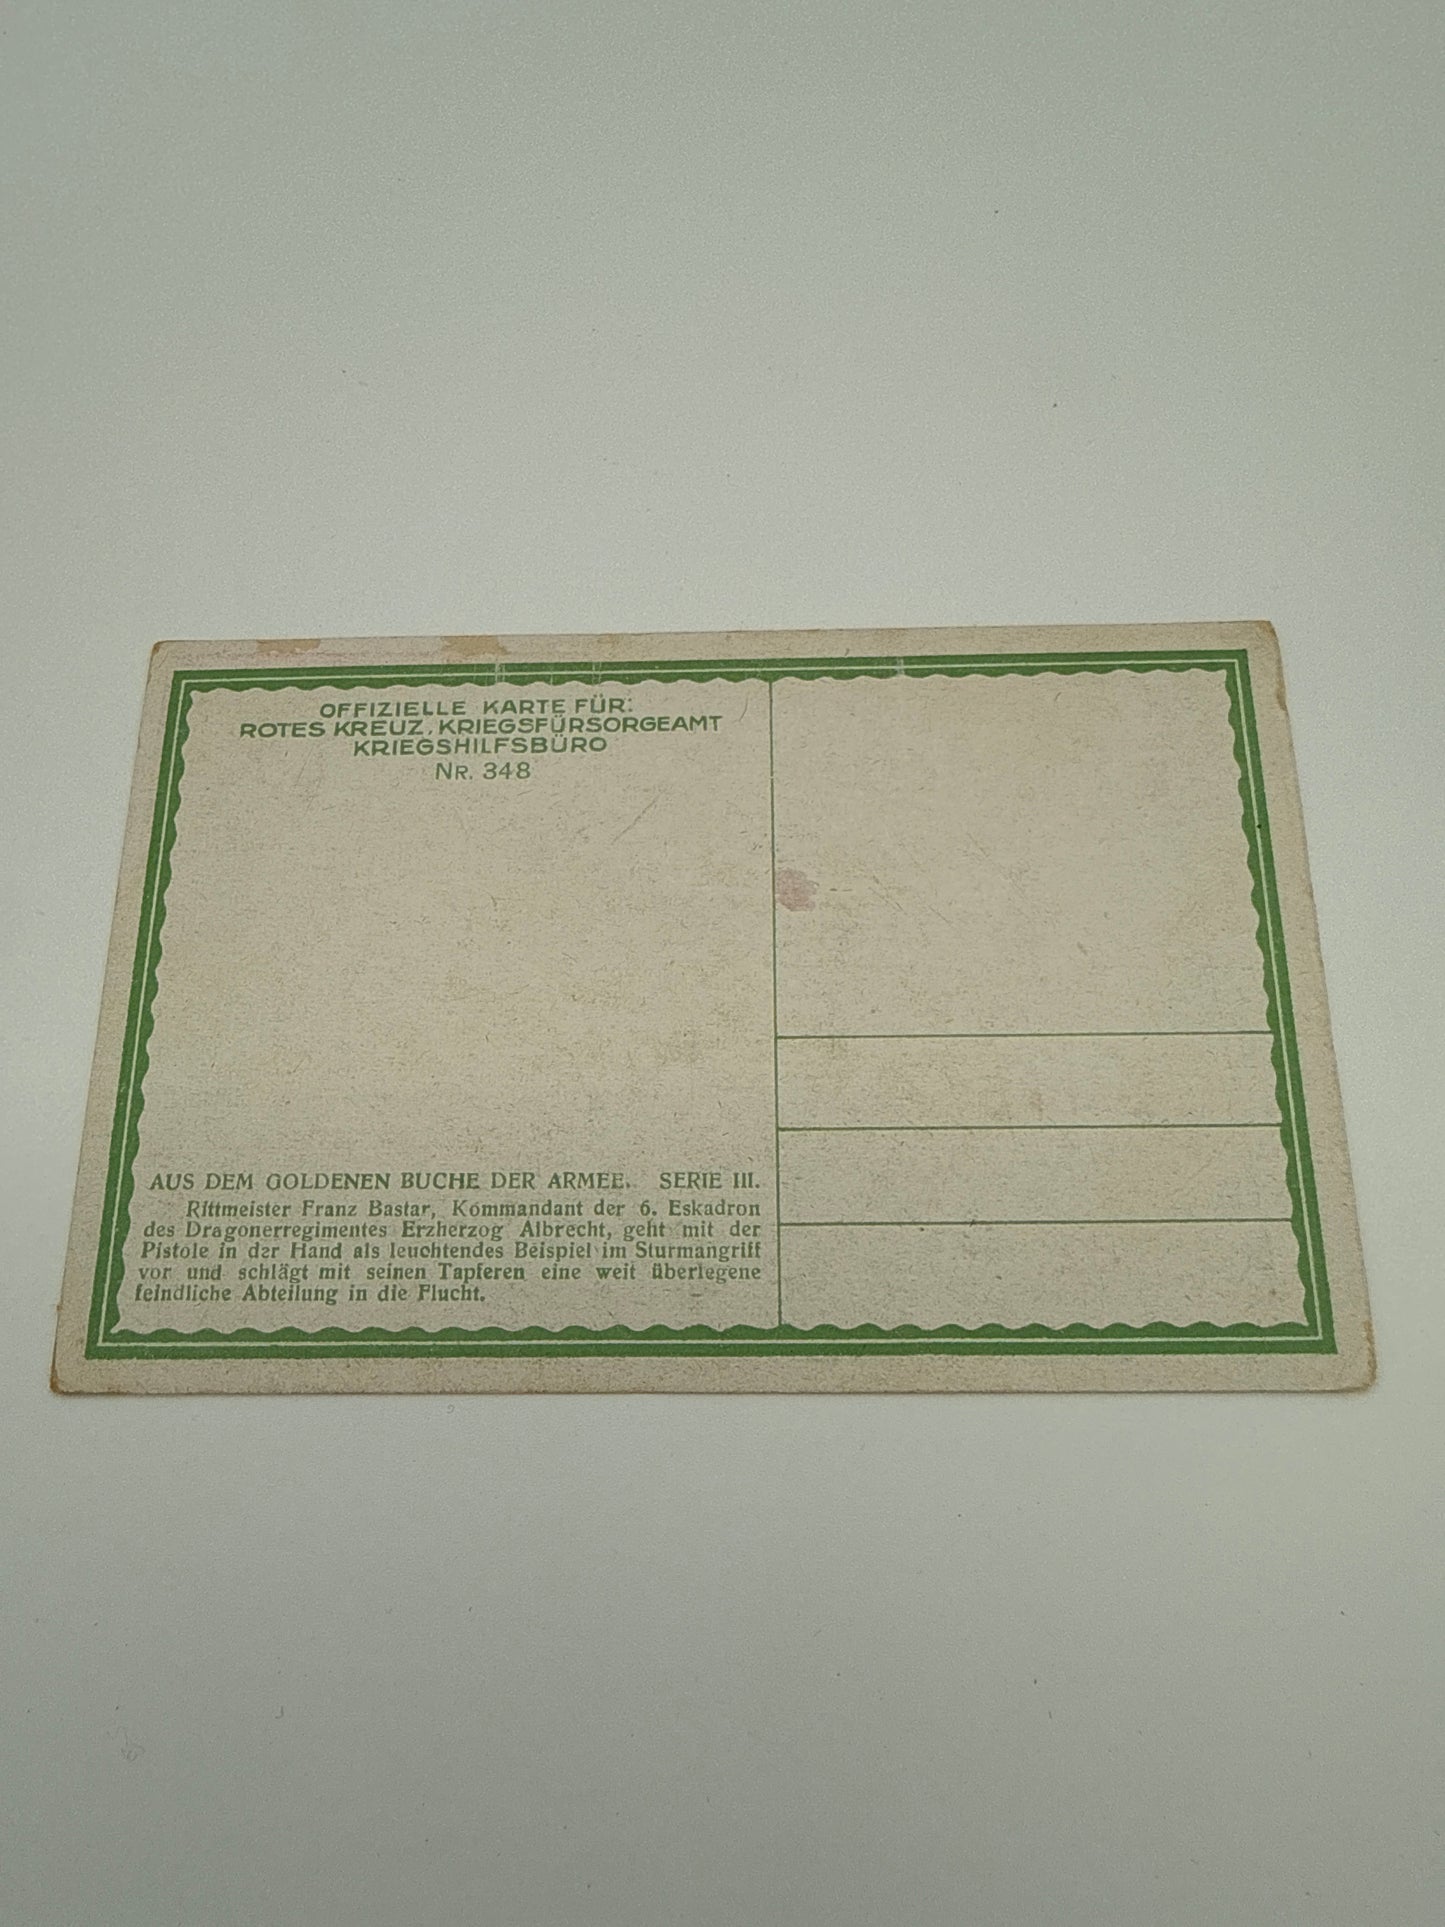 OFFIZIELLE KARTE FÜR:
ROTES KREUZ, KRIEGSFÜRSORGEAMT
KRIEGSHILFSBÜRO
NR. 348
AUS DEM GOLDENEN BUCHE DER ARMEE. SERIE III.
Rittmeister Franz Bastar, Kommandant der 6. Eskadron
des Dragonerregimentes Erzherzog Albrecht, geht mit der
Pistole in der Hand als leuchtendes Beispiel im Sturmangriff
vor und schlägt mit seinen Tapferen eine weit überlegene
feindliche Abteilung in die Flucht.